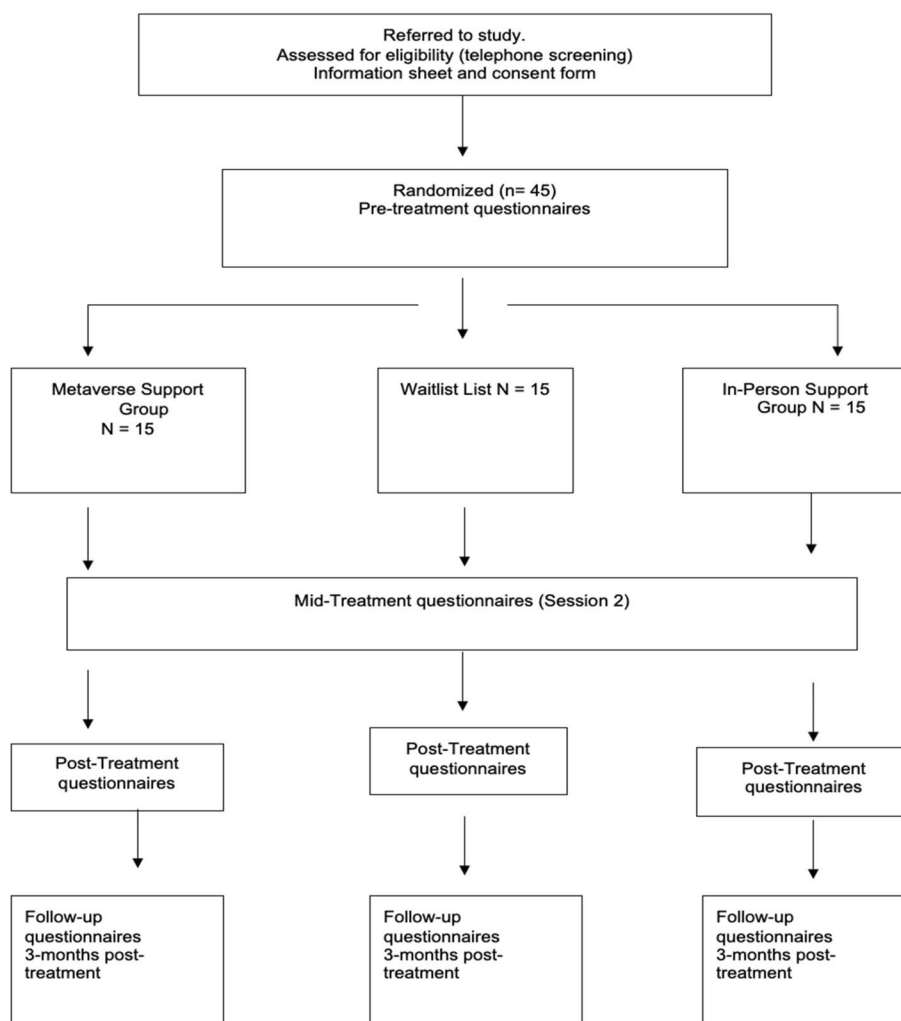 Referred to study.
Assessed for eligibility (telephone screening)
Information sheet and consent form
Randomized (n= 45)
Pre-treatment questionnaires
Metaverse Support
Group
N = 15
Waitlist List N = 15
In-Person Support
Group N = 15
Mid-Treatment questionnaires (Session 2)
Post-Treatment
questionnaires
Post-Treatment
questionnaires
Post-Treatment
questionnaires
Follow-up
questionnaires
3-months post-
treatment
Follow-up
questionnaires
3-months post-
treatment
Follow-up
questionnaires
3-months post-
treatment